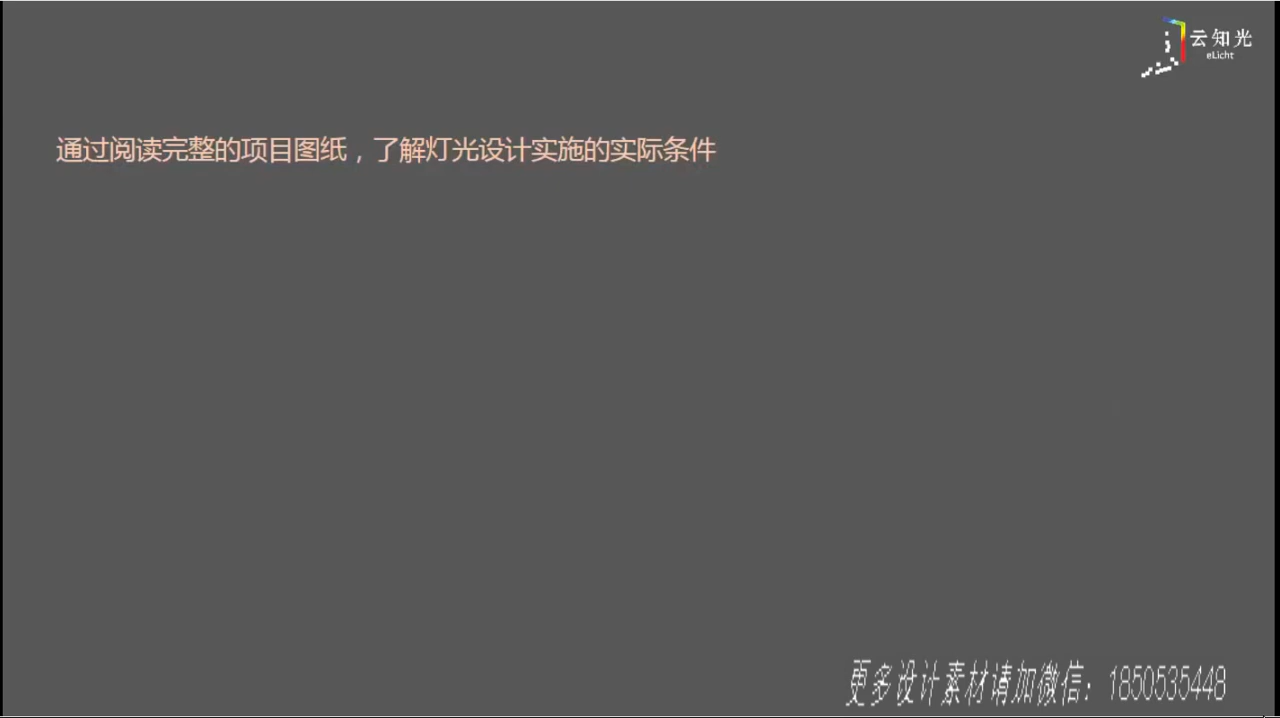 云知光
eLicht
通过阅读完整的项目图纸，了解灯光设计实施的实际条件
更多设计素材请加微信：1850535448